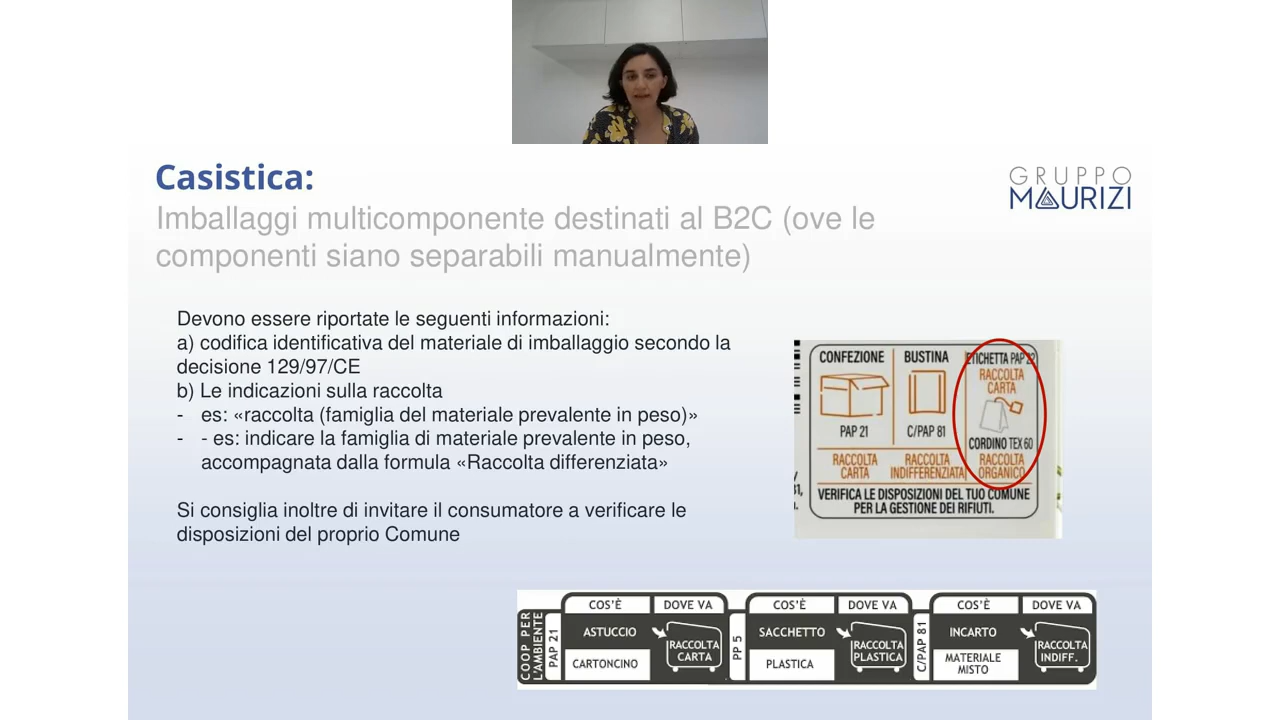 Casistica:
GRUPPO
MAURIZI
Imballaggi multicomponente destinati al B2C (ove le
componenti siano separabili manualmente)
Devono essere riportate le seguenti informazioni:
a) codifica identificativa del materiale di imballaggio secondo la
decisione 129/97/CE
b) Le indicazioni sulla raccolta
- es: «raccolta (famiglia del materiale prevalente in peso)»
- - es: indicare la famiglia di materiale prevalente in peso,
accompagnata dalla formula «Raccolta differenziata»
Si consiglia inoltre di invitare il consumatore a verificare le
disposizioni del proprio Comune
CONFEZIONE
PAP 21
RACCOLTA
CARTA
BUSTINA
C/PAP 81
RACCOLTA
INDIFFERENZIATA
ETICHETTA PAP 22
RACCOLTA
CARTA
CORDINO TEX 60
RACCOLTA
ORGANICO
VERIFICA LE DISPOSIZIONI DEL TUO COMUNE
PER LA GESTIONE DEI RIFIUTI.
COOP PER
L'AMBIENTE
PAP 21
COS'È
DOVE VA
ASTUCCIO
CARTONCINO
RACCOLTA
CARTA
PP 5
COS'È
DOVE VA
SACCHETTO
PLASTICA
RACCOLTA
PLASTICA
C/PAP 81
COS'È
DOVE VA
INCARTO
MATERIALE
MISTO
RACCOLTA
INDIFF.